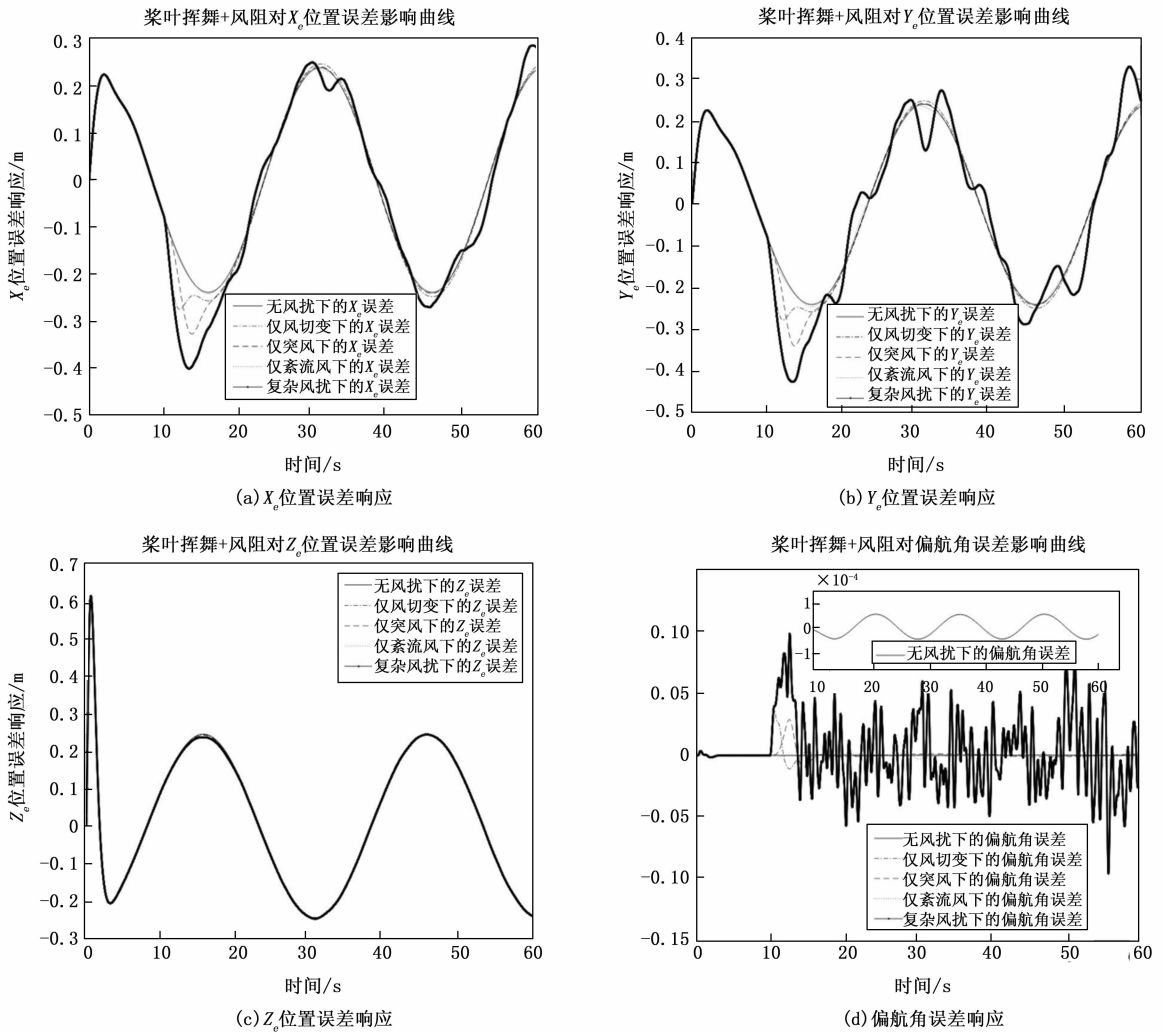 桨叶挥舞+风阻对Xe位置误差影响曲线
0.3
0.2
0.1
0
−0.1
−0.2
−0.3
−0.4
−0.5
Xe位置误差响应/m
无风扰下的Xe误差
仅风切变下的Xe误差
仅突风下的Xe误差
仅紊流风下的Xe误差
复杂风扰下的Xe误差
0 10 20 30 40 50 60
时间/s
(a)Xe位置误差响应
桨叶挥舞+风阻对Ye位置误差影响曲线
0.4
0.3
0.2
0.1
0
−0.1
−0.2
−0.3
−0.4
−0.5
Ye位置误差响应/m
无风扰下的Ye误差
仅风切变下的Ye误差
仅突风下的Ye误差
仅紊流风下的Ye误差
复杂风扰下的Ye误差
0 10 20 30 40 50 60
时间/s
(b)Ye位置误差响应
桨叶挥舞+风阻对Ze位置误差影响曲线
0.7
0.6
0.5
0.4
0.3
0.2
0.1
0
−0.1
−0.2
−0.3
Ze位置误差响应/m
无风扰下的Ze误差
仅风切变下的Ze误差
仅突风下的Ze误差
仅紊流风下的Ze误差
复杂风扰下的Ze误差
0 10 20 30 40 50 60
时间/s
(c)Ze位置误差响应
桨叶挥舞+风阻对偏航角误差影响曲线
×10⁻⁴
1
0
−1
无风扰下的偏航角误差
10 20 30 40 50 60
0.10
0.05
0
−0.05
−0.10
−0.15
无风扰下的偏航角误差
仅风切变下的偏航角误差
仅突风下的偏航角误差
仅紊流风下的偏航角误差
复杂风扰下的偏航角误差
0 10 20 30 40 50 60
时间/s
(d)偏航角误差响应